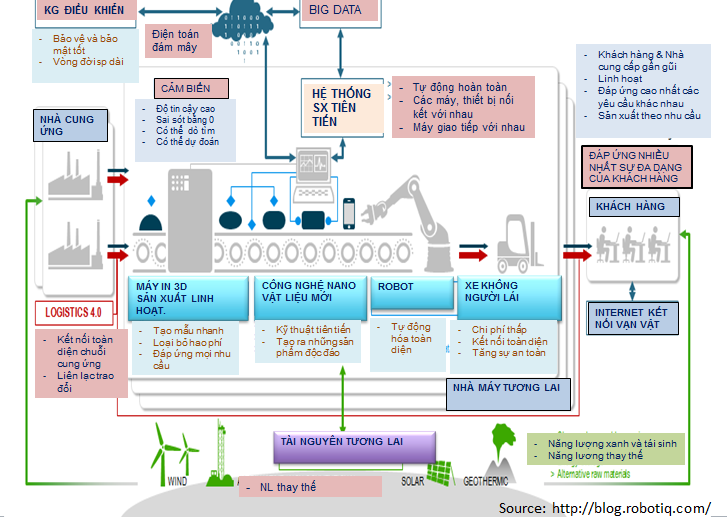 KG ĐIỀU KHIỂN
BIG DATA
- Bảo vệ và bảo
mật tốt
- Vòng đời sp dài
Điện toán
đám mây
CẢM BIẾN
- Độ tin cậy cao
- Sai sót bằng 0
- Có thể dò tìm
- Có thể dự đoán
HỆ THỐNG
SX TIÊN
TIẾN
- Tự động hoàn toàn
- Các máy, thiết bị nối
kết với nhau
- Máy giao tiếp với nhau
- Khách hàng & Nhà
cung cấp gần gũi
- Linh hoạt
- Đáp ứng cao nhất các
yêu cầu khác nhau
- Sản xuất theo nhu cầu
NHÀ CUNG
ỨNG
ĐÁP ỨNG NHIỀU
NHẤT SỰ ĐA DẠNG
CỦA KHÁCH HÀNG
KHÁCH HÀNG
MÁY IN 3D
SẢN XUẤT LINH
HOẠT.
CÔNG NGHỆ NANO
VẬT LIỆU MỚI
ROBOT
XE KHÔNG
NGƯỜI LÁI
LOGISTICS 4.0
INTERNET KẾT
NỐI VẠN VẬT
- Kết nối toàn
diện chuỗi
cung ứng
- Liên lạc trao
đổi
- Tạo mẫu nhanh
- Loại bỏ hao phí
- Đáp ứng mọi nhu
cầu
- Kỹ thuật tiên tiến
- Tạo ra những sản
phẩm độc đáo
- Tự động
hóa toàn
diện
- Chi phí thấp
- Kết nối toàn diện
- Tăng sự an toàn
NHÀ MÁY TƯƠNG LAI
TÀI NGUYÊN TƯƠNG LAI
- Năng lượng xanh và tái sinh
- Năng lượng thay thế
> Alternative raw materials
WIND
- NL thay thế
SOLAR
GEOTHERMIC
Source: http://blog.robotiq.com/